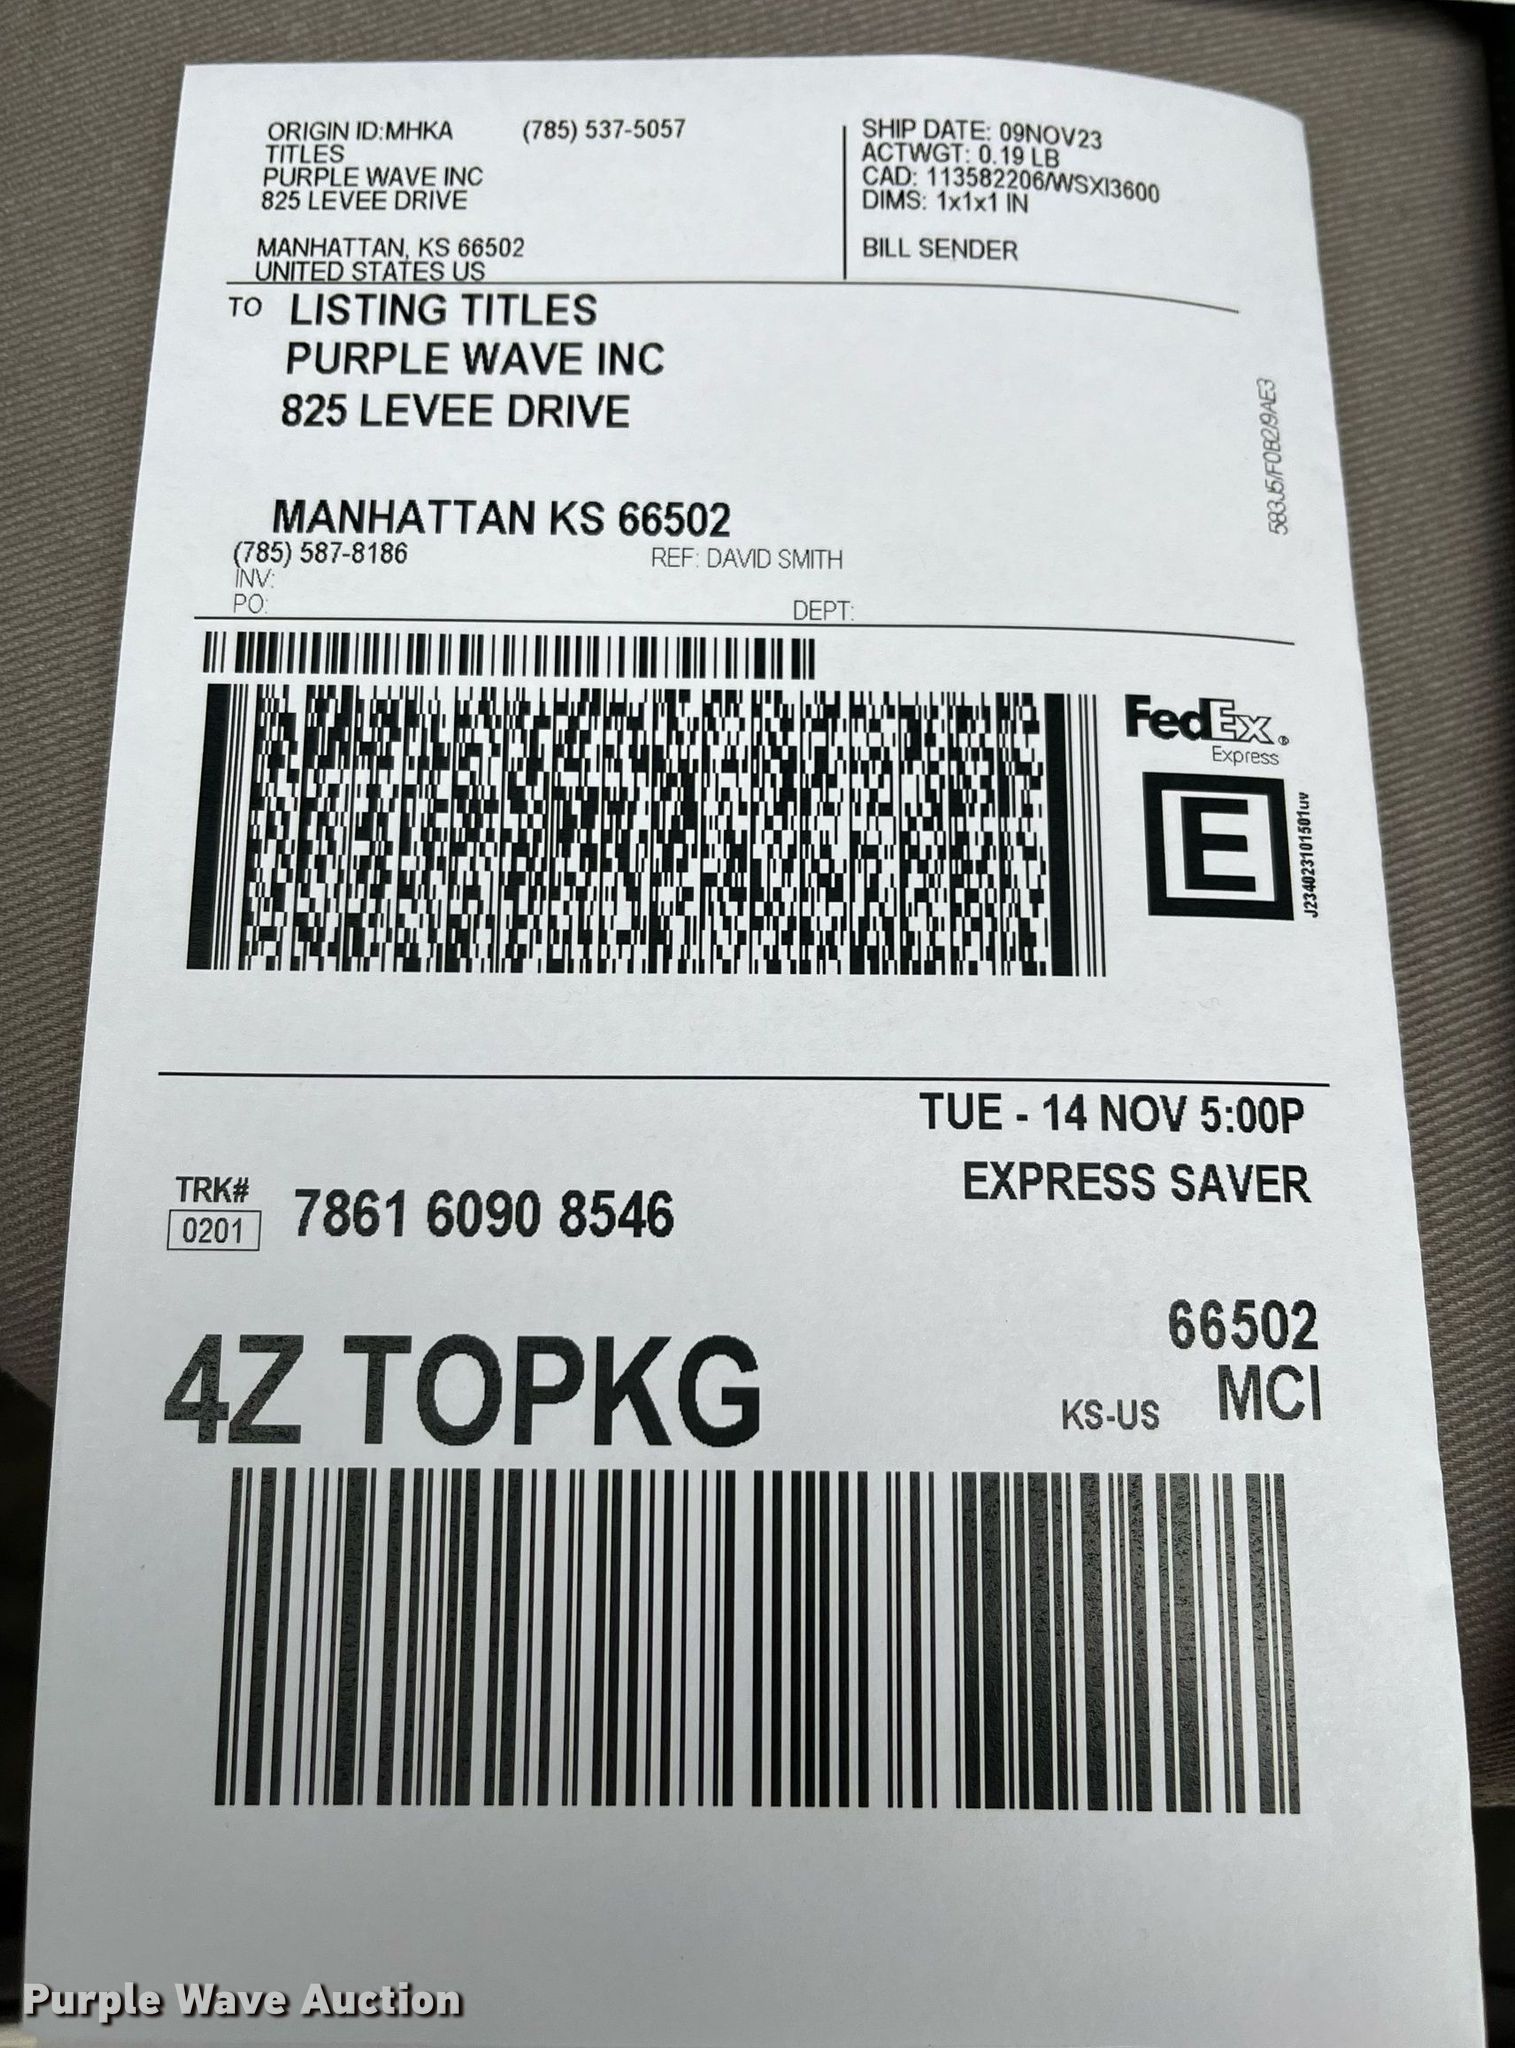 ORIGIN ID:MHKA (785) 537-5057
TITLES
PURPLE WAVE INC
825 LEVEE DRIVE
MANHATTAN, KS 66502
UNITED STATES US
SHIP DATE: 09NOV23
ACTWGT: 0.19 LB
CAD: 113582206/WSXI3600
DIMS: 1x1x1 IN
BILL SENDER
TO LISTING TITLES
PURPLE WAVE INC
825 LEVEE DRIVE
MANHATTAN KS 66502
(785) 587-8186 REF: DAVID SMITH
INV:
PO: DEPT:
583J5/F0B2/9AE3
FedEx®
Express
E
J234023101501uv
TUE - 14 NOV 5:00P
EXPRESS SAVER
TRK#
0201 7861 6090 8546
4Z TOPKG
66502
KS-US MCI
Purple Wave Auction